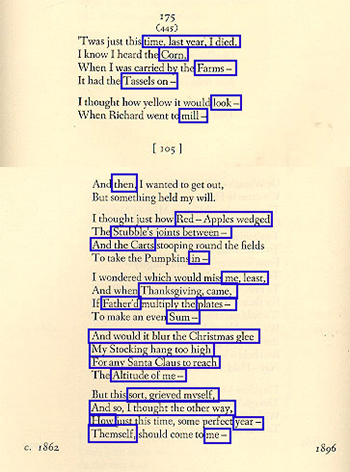 175
(445)
'Twas just this time, last year, I died.
I know I heard the Corn,
When I was carried by the Farms –
It had the Tassels on –
I thought how yellow it would look –
When Richard went to mill –
[ 105 ]
And then, I wanted to get out,
But something held my will.
I thought just how Red – Apples wedged
The Stubble's joints between –
And the Carts stooping round the fields
To take the Pumpkins in –
I wondered which would miss me, least,
And when Thanksgiving, came,
If Father'd multiply the plates –
To make an even Sum –
And would it blur the Christmas glee
My Stocking hang too high
For any Santa Claus to reach
The Altitude of me –
But this sort, grieved myself,
And so, I thought the other way,
How just this time, some perfect year –
Themself, should come to me –
c. 1862
1896